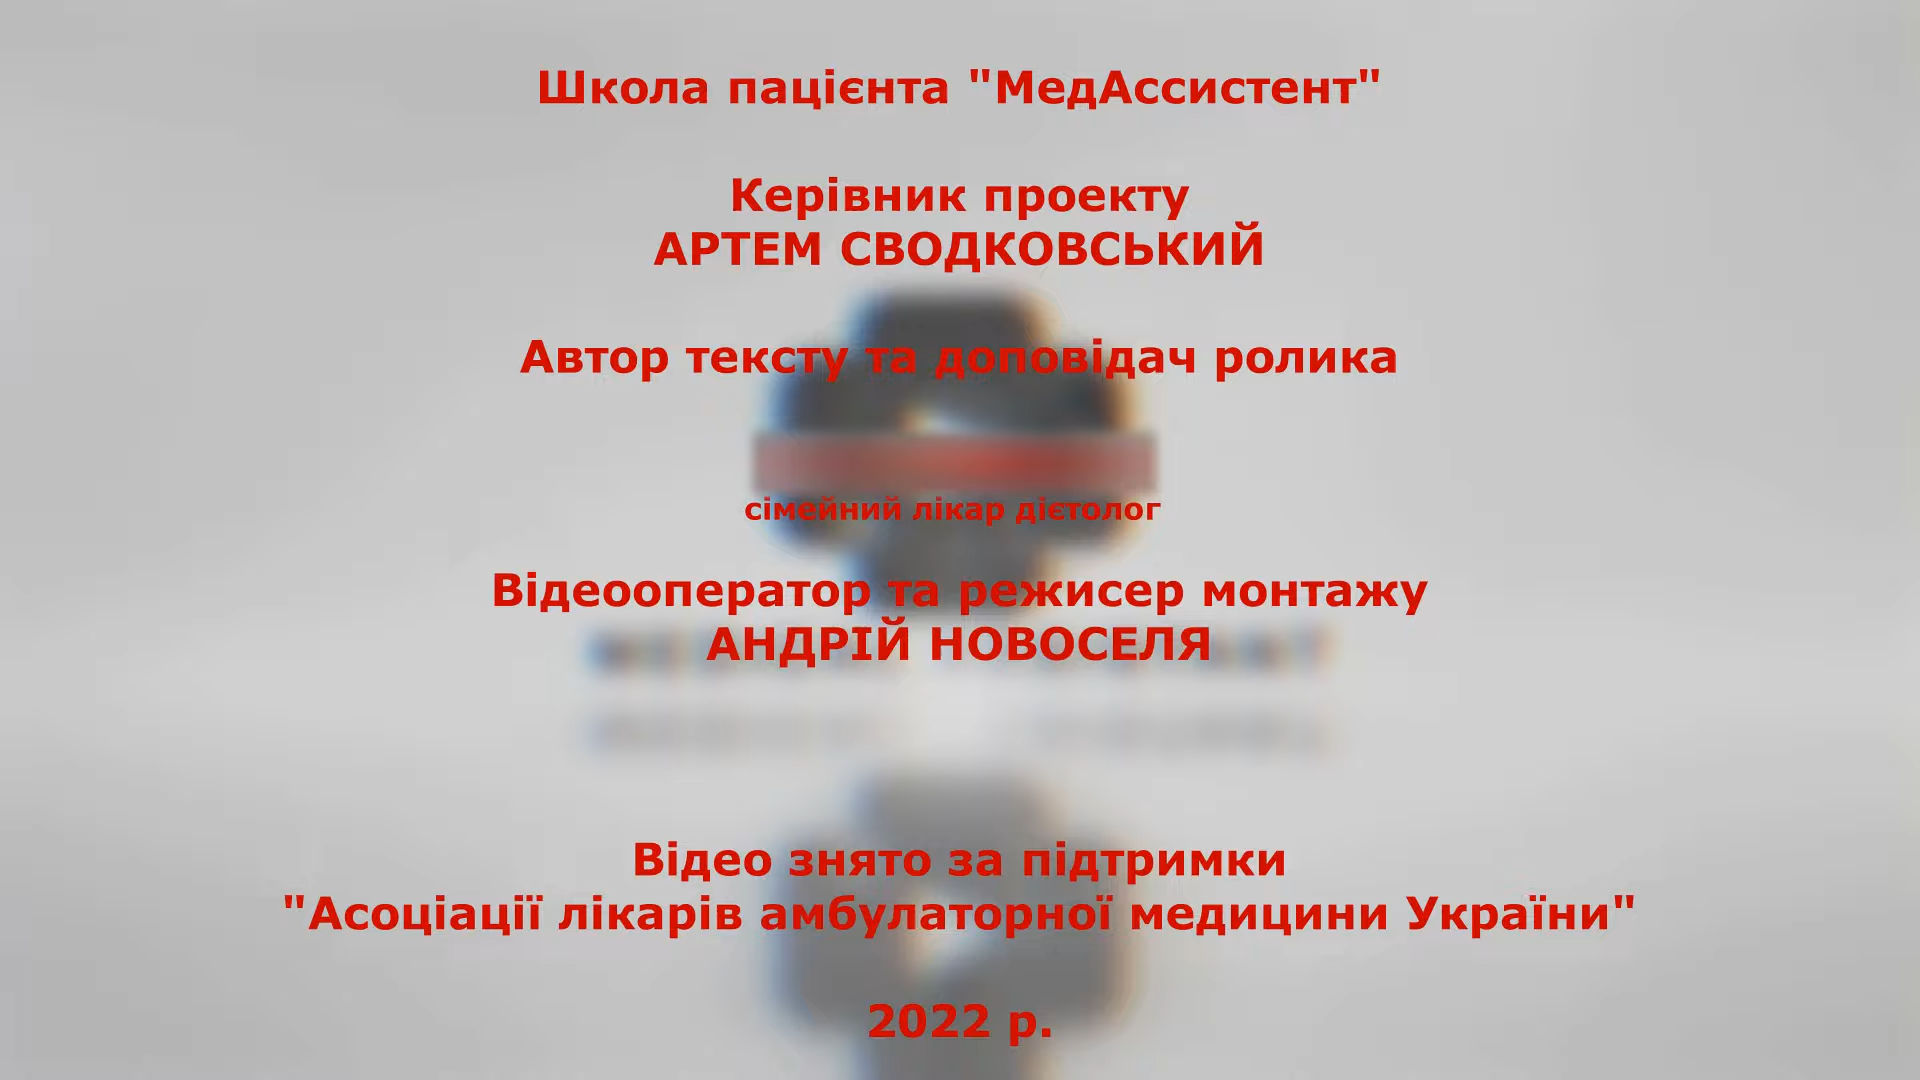 Школа пацієнта "МедАссистент"
Керівник проекту
АРТЕМ СВОДКОВСЬКИЙ
Автор тексту та доповідач ролика
сімейний лікар дієтолог
Відеооператор та режисер монтажу
АНДРІЙ НОВОСЕЛЯ
Відео знято за підтримки
"Асоціації лікарів амбулаторної медицини України"
2022 р.